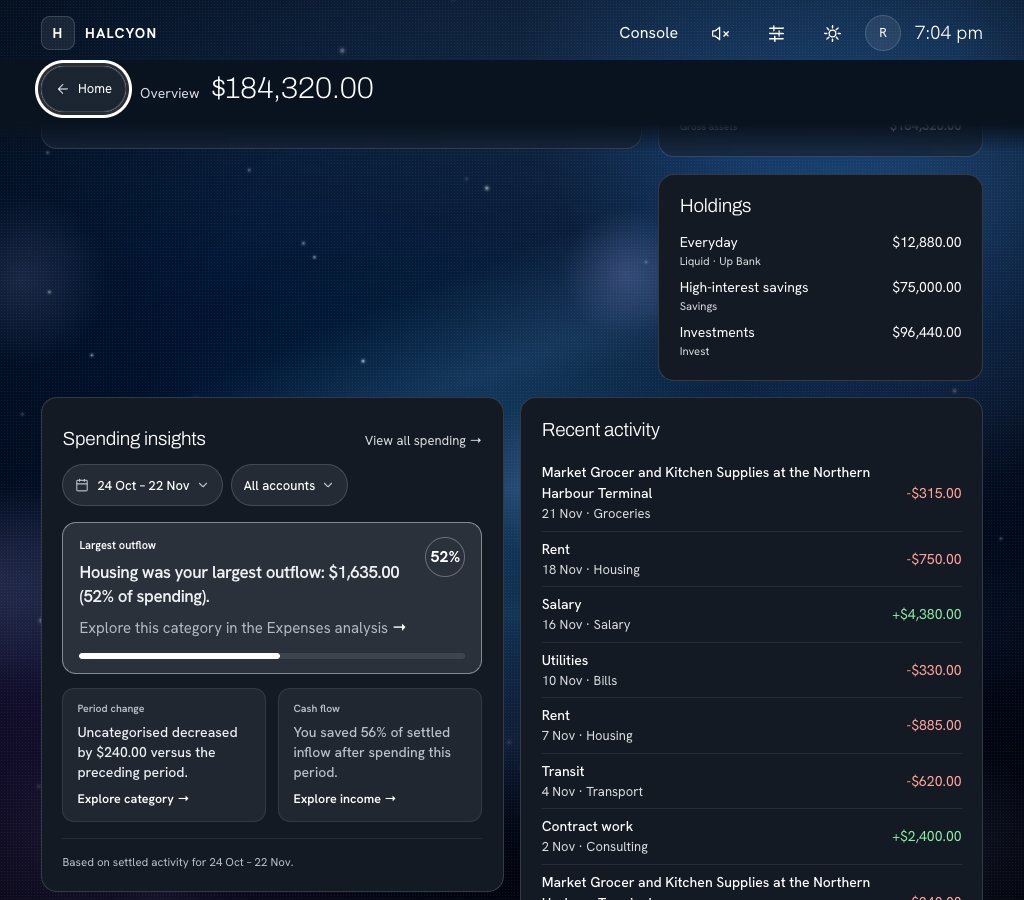 H HALCYON
Console
R
7:04 pm
← Home
Overview $184,320.00
Gross assets $184,320.00
Holdings
Everyday $12,880.00
Liquid · Up Bank
High-interest savings $75,000.00
Savings
Investments $96,440.00
Invest
Spending insights
View all spending →
24 Oct – 22 Nov
All accounts
Largest outflow
52%
Housing was your largest outflow: $1,635.00
(52% of spending).
Explore this category in the Expenses analysis →
Period change
Uncategorised decreased
by $240.00 versus the
preceding period.
Explore category →
Cash flow
You saved 56% of settled
inflow after spending this
period.
Explore income →
Based on settled activity for 24 Oct – 22 Nov.
Recent activity
Market Grocer and Kitchen Supplies at the Northern
Harbour Terminal
-$315.00
21 Nov · Groceries
Rent
-$750.00
18 Nov · Housing
Salary
+$4,380.00
16 Nov · Salary
Utilities
-$330.00
10 Nov · Bills
Rent
-$885.00
7 Nov · Housing
Transit
-$620.00
4 Nov · Transport
Contract work
+$2,400.00
2 Nov · Consulting
Market Grocer and Kitchen Supplies at the Northern